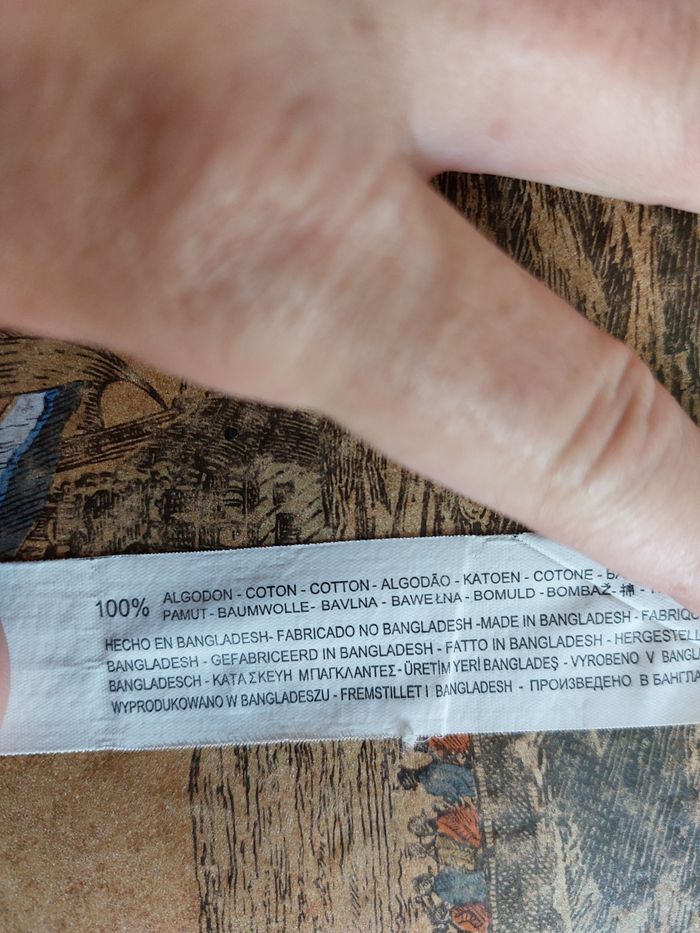 100% ALGODON - COTON - COTTON - ALGODÃO - KATOEN - COTONE -
PAMUT - BAUMWOLLE- BAVLNA - BAWEŁNA - BOMULD - BOMBAŽ- 綿 -
HECHO EN BANGLADESH- FABRICADO NO BANGLADESH -MADE IN BANGLADESH - FABRIQU
BANGLADESH - GEFABRICEERD IN BANGLADESH - FATTO IN BANGLADESH - HERGESTELL
BANGLADESCH - ΚΑΤΑΣΚΕΥΗ ΜΠΑΓΚΛΑΝΤΕΣ - ÜRETİM YERİ BANGLADEŞ - VYROBENO V BANGL
WYPRODUKOWANO W BANGLADESZU - FREMSTILLET I BANGLADESH - ПРОИЗВЕДЕНО В БАНГЛА